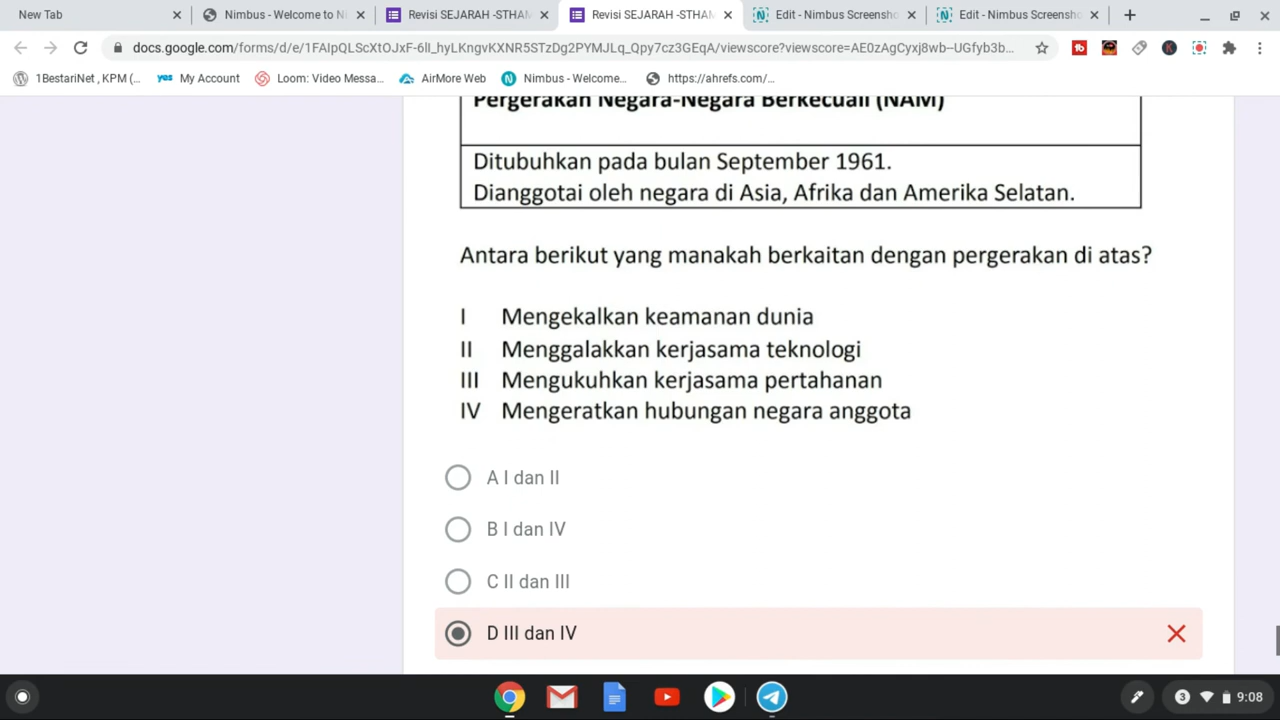 New Tab
Nimbus - Welcome to Ni
Revisi SEJARAH -STHAM
Revisi SEJARAH -STHAM
Edit - Nimbus Screensho
Edit - Nimbus Screensho
docs.google.com/forms/d/e/1FAIpQLScXtOJxF-6lI_hyLKngvKXNR5STzDg2PYMJLq_Qpy7cz3GEqA/viewscore?viewscore=AE0zAgCyxj8wb--UGfyb3b...
1BestariNet , KPM (...
yes My Account
Loom: Video Messa...
AirMore Web
Nimbus - Welcome...
https://ahrefs.com/...
Pergerakan Negara-Negara Berkecuali (NAM)
Ditubuhkan pada bulan September 1961.
Dianggotai oleh negara di Asia, Afrika dan Amerika Selatan.
Antara berikut yang manakah berkaitan dengan pergerakan di atas?
I Mengekalkan keamanan dunia
II Menggalakkan kerjasama teknologi
III Mengukuhkan kerjasama pertahanan
IV Mengeratkan hubungan negara anggota
A I dan II
B I dan IV
C II dan III
D III dan IV
3 9:08